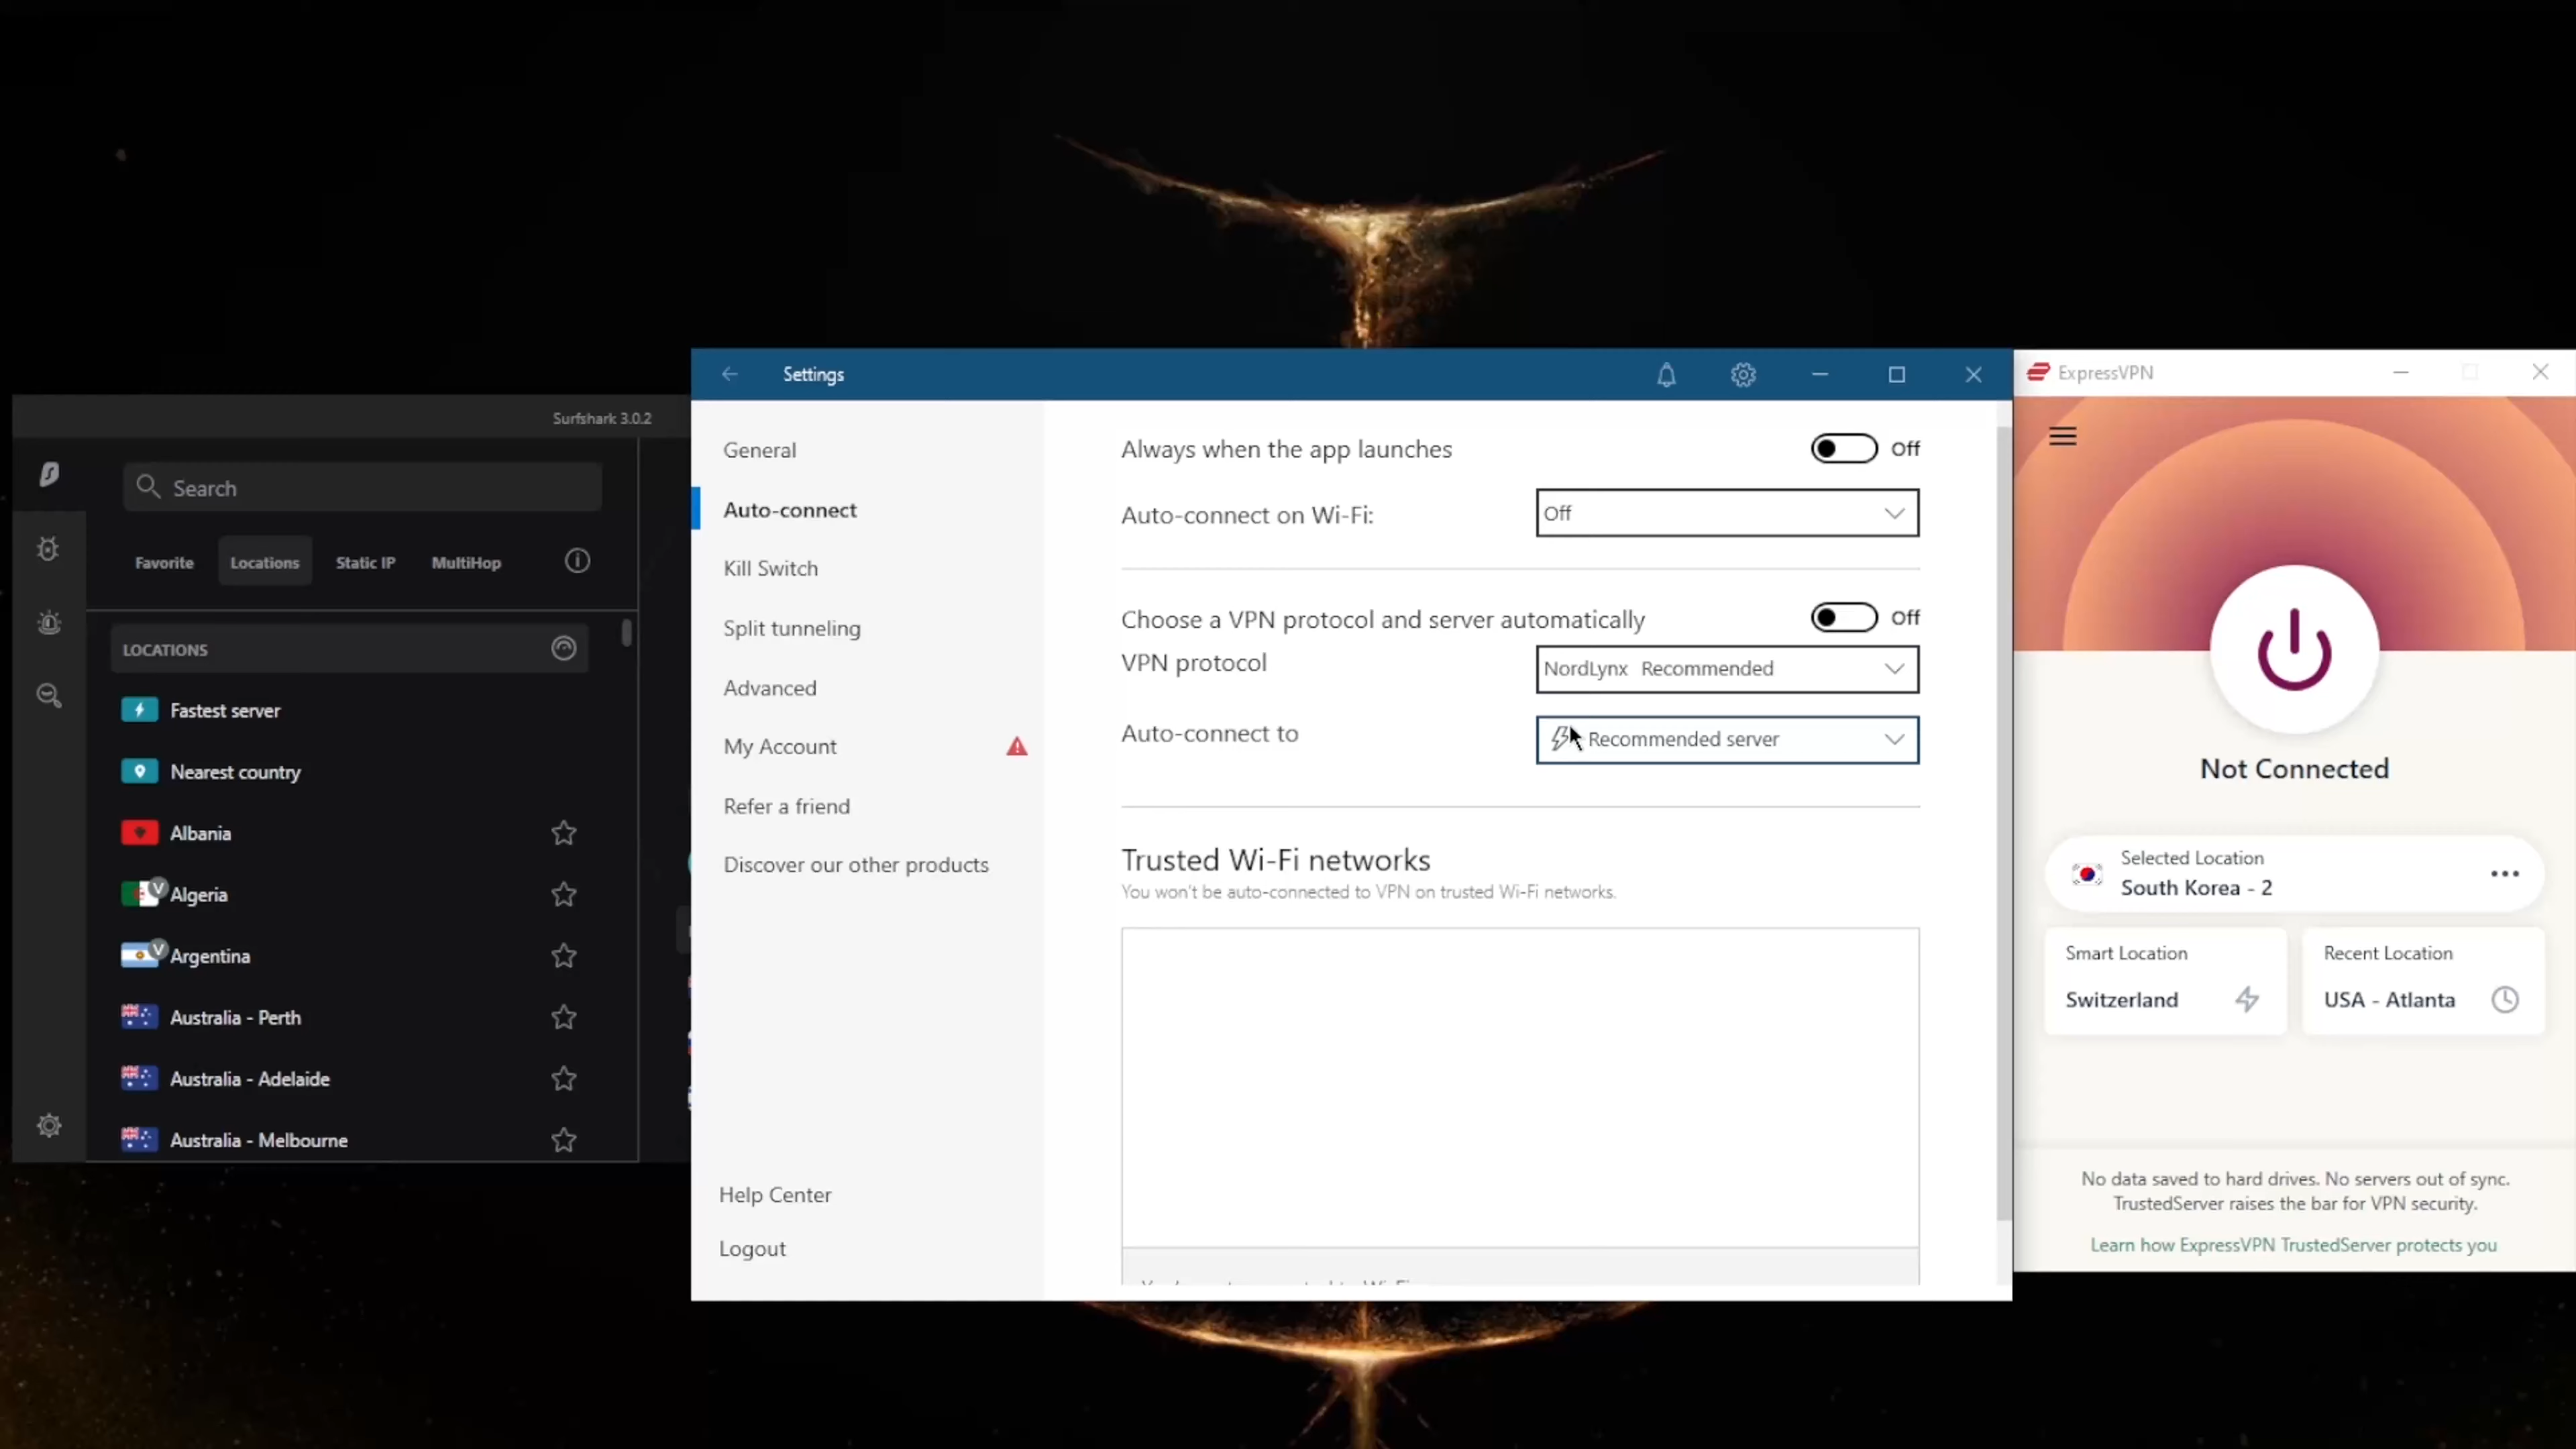 Surfshark 3.0.2
Search
Favorite
Locations
Static IP
MultiHop
LOCATIONS
Fastest server
Nearest country
Albania
V
Algeria
V
Argentina
Australia - Perth
Australia - Adelaide
Australia - Melbourne
Settings
General
Auto-connect
Kill Switch
Split tunneling
Advanced
My Account
Refer a friend
Discover our other products
Help Center
Logout
Always when the app launches
Off
Auto-connect on Wi-Fi:
Off
Choose a VPN protocol and server automatically
Off
VPN protocol
NordLynx Recommended
Auto-connect to
Recommended server
Trusted Wi-Fi networks
You won't be auto-connected to VPN on trusted Wi-Fi networks.
ExpressVPN
Not Connected
Selected Location
South Korea - 2
Smart Location
Switzerland
Recent Location
USA - Atlanta
No data saved to hard drives. No servers out of sync.
TrustedServer raises the bar for VPN security.
Learn how ExpressVPN TrustedServer protects you